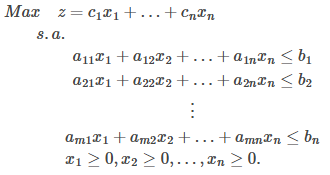 Max z = c₁x₁ + … + cₙxₙ
s.a.
a₁₁x₁ + a₁₂x₂ + … + a₁ₙxₙ ≤ b₁
a₂₁x₁ + a₂₂x₂ + … + a₂ₙxₙ ≤ b₂
⋮
aₘ₁x₁ + aₘ₂x₂ + … + aₘₙxₙ ≤ bₙ
x₁ ≥ 0, x₂ ≥ 0, … , xₙ ≥ 0.